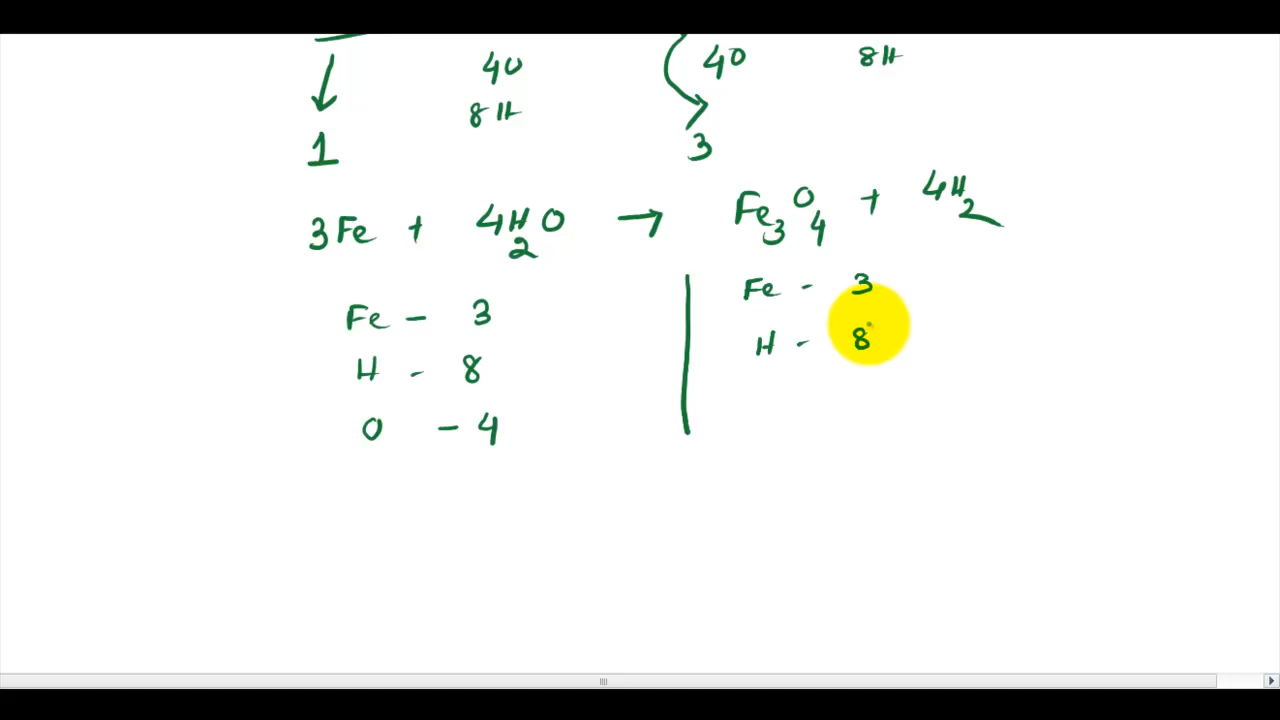 4O 4O 8H
8H
1 3
3Fe + 4H2O → Fe3O4 + 4H2
Fe - 3 Fe - 3
H - 8 H - 8
O - 4